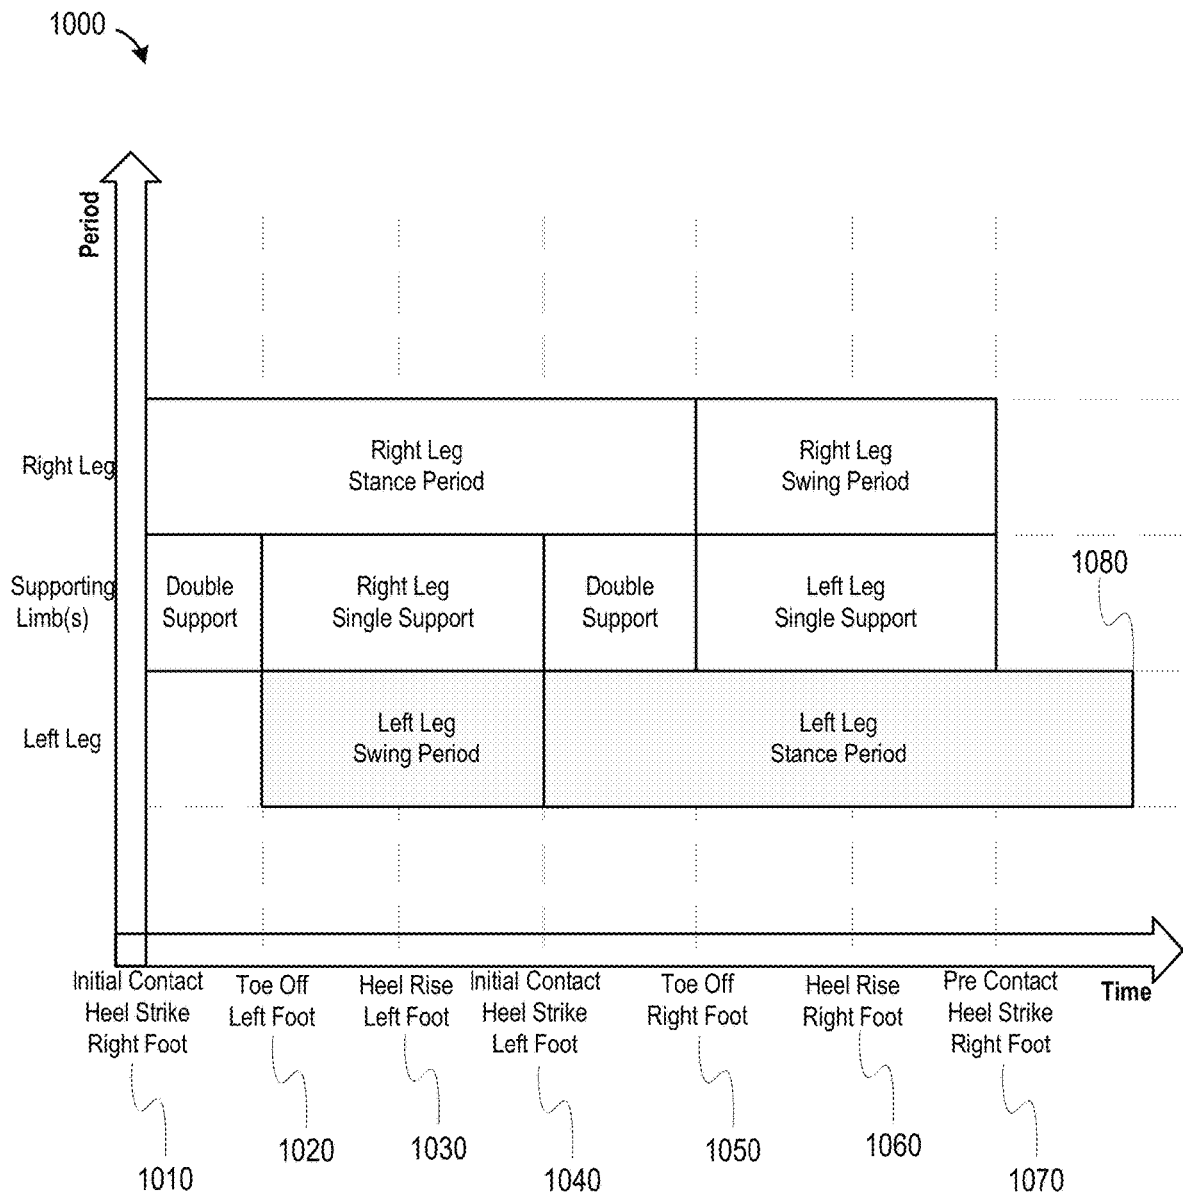 1000
Period
Right Leg
Right Leg
Stance Period
Right Leg
Swing Period
Supporting
Limb(s)
Double
Support
Right Leg
Single Support
Double
Support
Left Leg
Single Support
1080
Left Leg
Left Leg
Swing Period
Left Leg
Stance Period
Time
Initial Contact
Heel Strike
Right Foot
Toe Off
Left Foot
Heel Rise
Left Foot
Initial Contact
Heel Strike
Left Foot
Toe Off
Right Foot
Heel Rise
Right Foot
Pre Contact
Heel Strike
Right Foot
1010
1020
1030
1040
1050
1060
1070